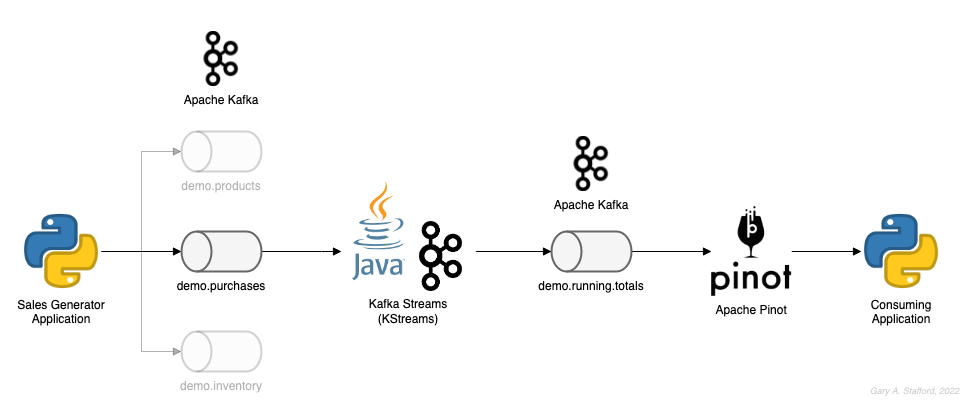 Apache Kafka
demo.products
Sales Generator
Application
demo.purchases
Java
Kafka Streams
(KStreams)
Apache Kafka
demo.running.totals
p
pinot
Apache Pinot
Consuming
Application
demo.inventory
Gary A. Stafford, 2022